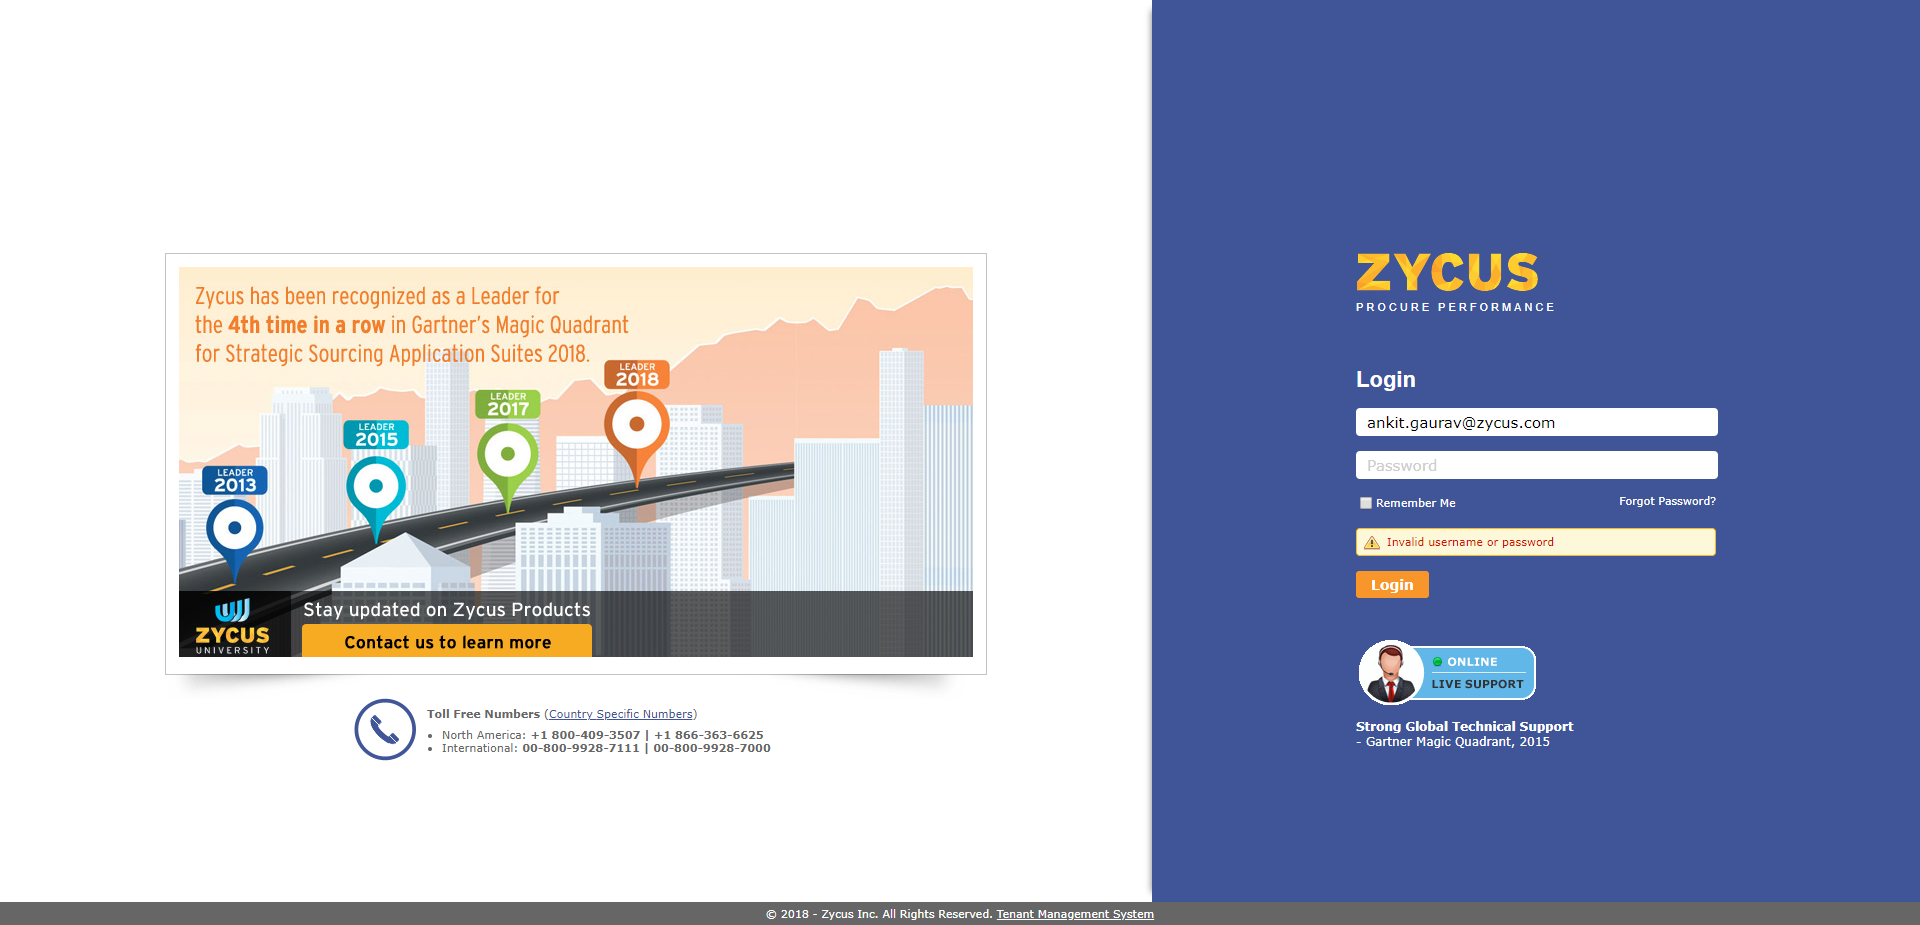 Zycus has been recognized as a Leader for
the 4th time in a row in Gartner's Magic Quadrant
for Strategic Sourcing Application Suites 2018.
LEADER
2018
LEADER
2017
LEADER
2015
LEADER
2013
ZYCUS
UNIVERSITY
Stay updated on Zycus Products
Contact us to learn more
Toll Free Numbers (Country Specific Numbers)
• North America: +1 800-409-3507 | +1 866-363-6625
• International: 00-800-9928-7111 | 00-800-9928-7000
ZYCUS
PROCURE PERFORMANCE
Login
ankit.gaurav@zycus.com
Password
Remember Me
Forgot Password?
Invalid username or password
Login
ONLINE
LIVE SUPPORT
Strong Global Technical Support
- Gartner Magic Quadrant, 2015
© 2018 - Zycus Inc. All Rights Reserved. Tenant Management System